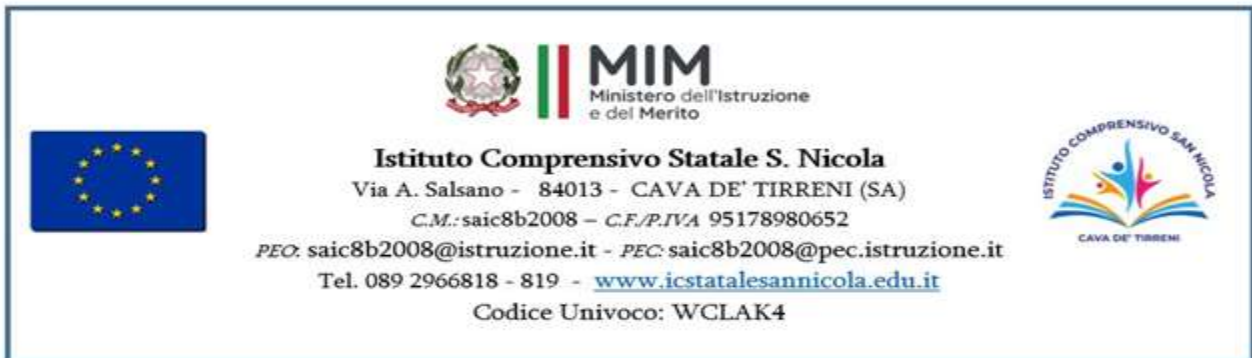 MIM
Ministero dell'Istruzione
e del Merito
Istituto Comprensivo Statale S. Nicola
Via A. Salsano - 84013 - CAVA DE' TIRRENI (SA)
C.M.: saic8b2008 – C.F./P.IVA 95178980652
PEO: saic8b2008@istruzione.it - PEC: saic8b2008@pec.istruzione.it
Tel. 089 2966818 - 819 - www.icstatalesannicola.edu.it
Codice Univoco: WCLAK4
ISTITUTO COMPRENSIVO SAN NICOLA
CAVA DE' TIRRENI